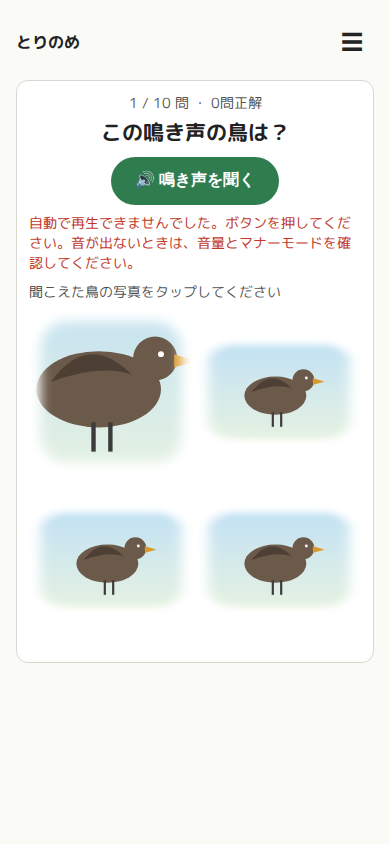 とりのめ
☰
1 / 10 問 · 0問正解
この鳴き声の鳥は？
🔊 鳴き声を聞く
自動で再生できませんでした。ボタンを押してくだ
さい。音が出ないときは、音量とマナーモードを確
認してください。
聞こえた鳥の写真をタップしてください